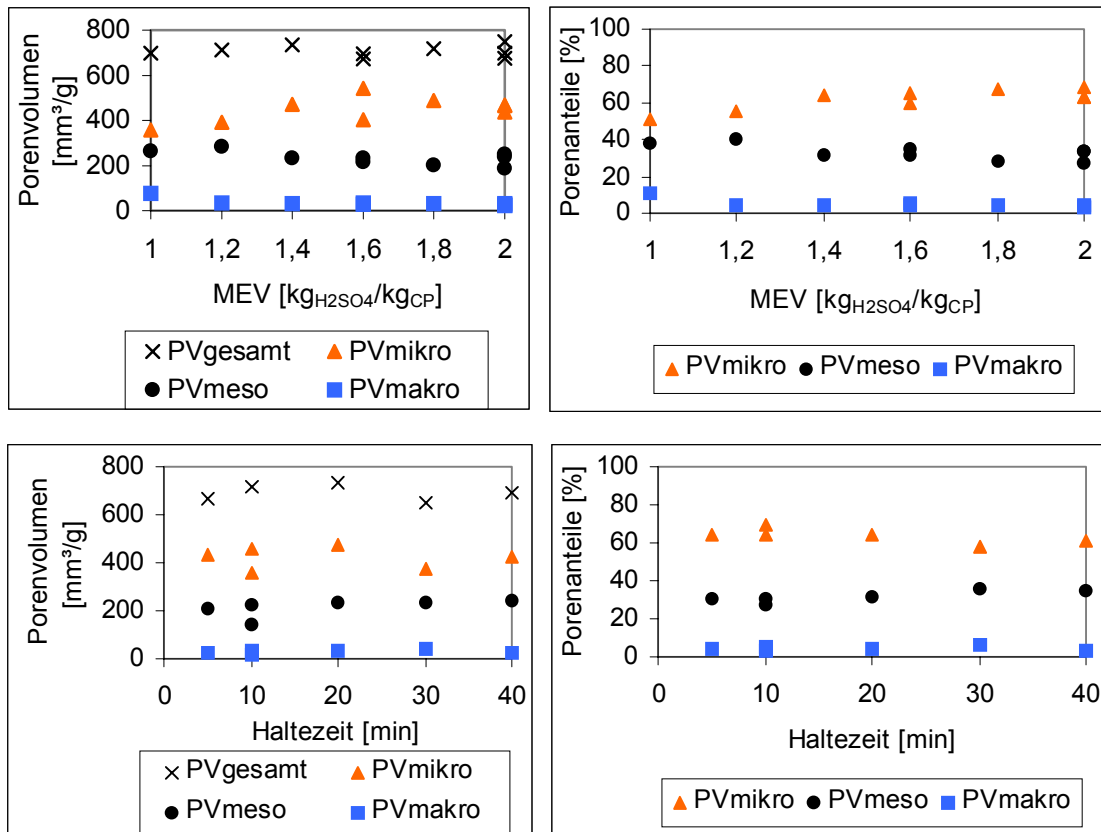 Porenvolumen
[mm³/g]
800
600
400
200
0
1 1,2 1,4 1,6 1,8 2
MEV [kgH2SO4/kgCP]
PVgesamt PVmikro
PVmeso PVmakro
Porenanteile [%]
100
80
60
40
20
0
1 1,2 1,4 1,6 1,8 2
MEV [kgH2SO4/kgCP]
PVmikro PVmeso PVmakro
Porenvolumen
[mm³/g]
800
600
400
200
0
0 10 20 30 40
Haltezeit [min]
PVgesamt PVmikro
PVmeso PVmakro
Porenanteile [%]
100
80
60
40
20
0
0 10 20 30 40
Haltezeit [min]
PVmikro PVmeso PVmakro